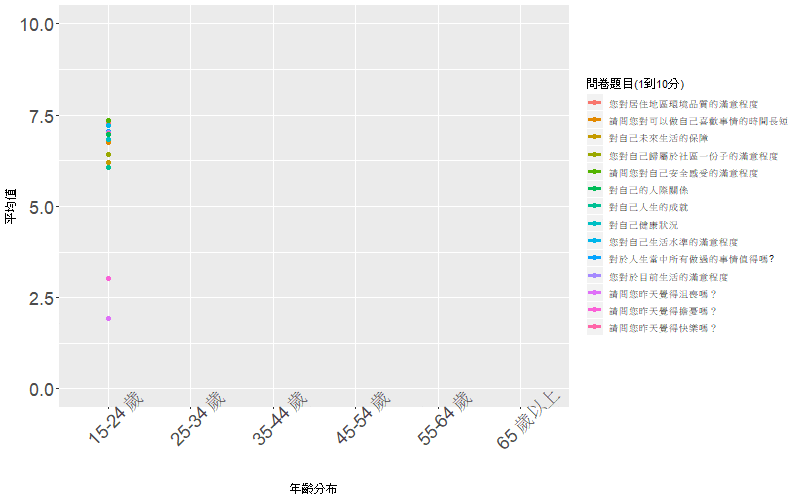 10.0
7.5
5.0
2.5
0.0
平均值
15-24 歲
25-34 歲
35-44 歲
45-54 歲
55-64 歲
65 歲以上
年齡分布
問卷題目(1到10分)
您對居住地區環境品質的滿意程度
請問您對可以做自己喜歡事情的時間長短
對自己未來生活的保障
您對自己歸屬於社區一份子的滿意程度
請問您對自己安全感受的滿意程度
對自己的人際關係
對自己人生的成就
對自己健康狀況
您對自己生活水準的滿意程度
對於人生當中所有做過的事情值得嗎?
您對於目前生活的滿意程度
請問您昨天覺得沮喪嗎？
請問您昨天覺得擔憂嗎？
請問您昨天覺得快樂嗎？